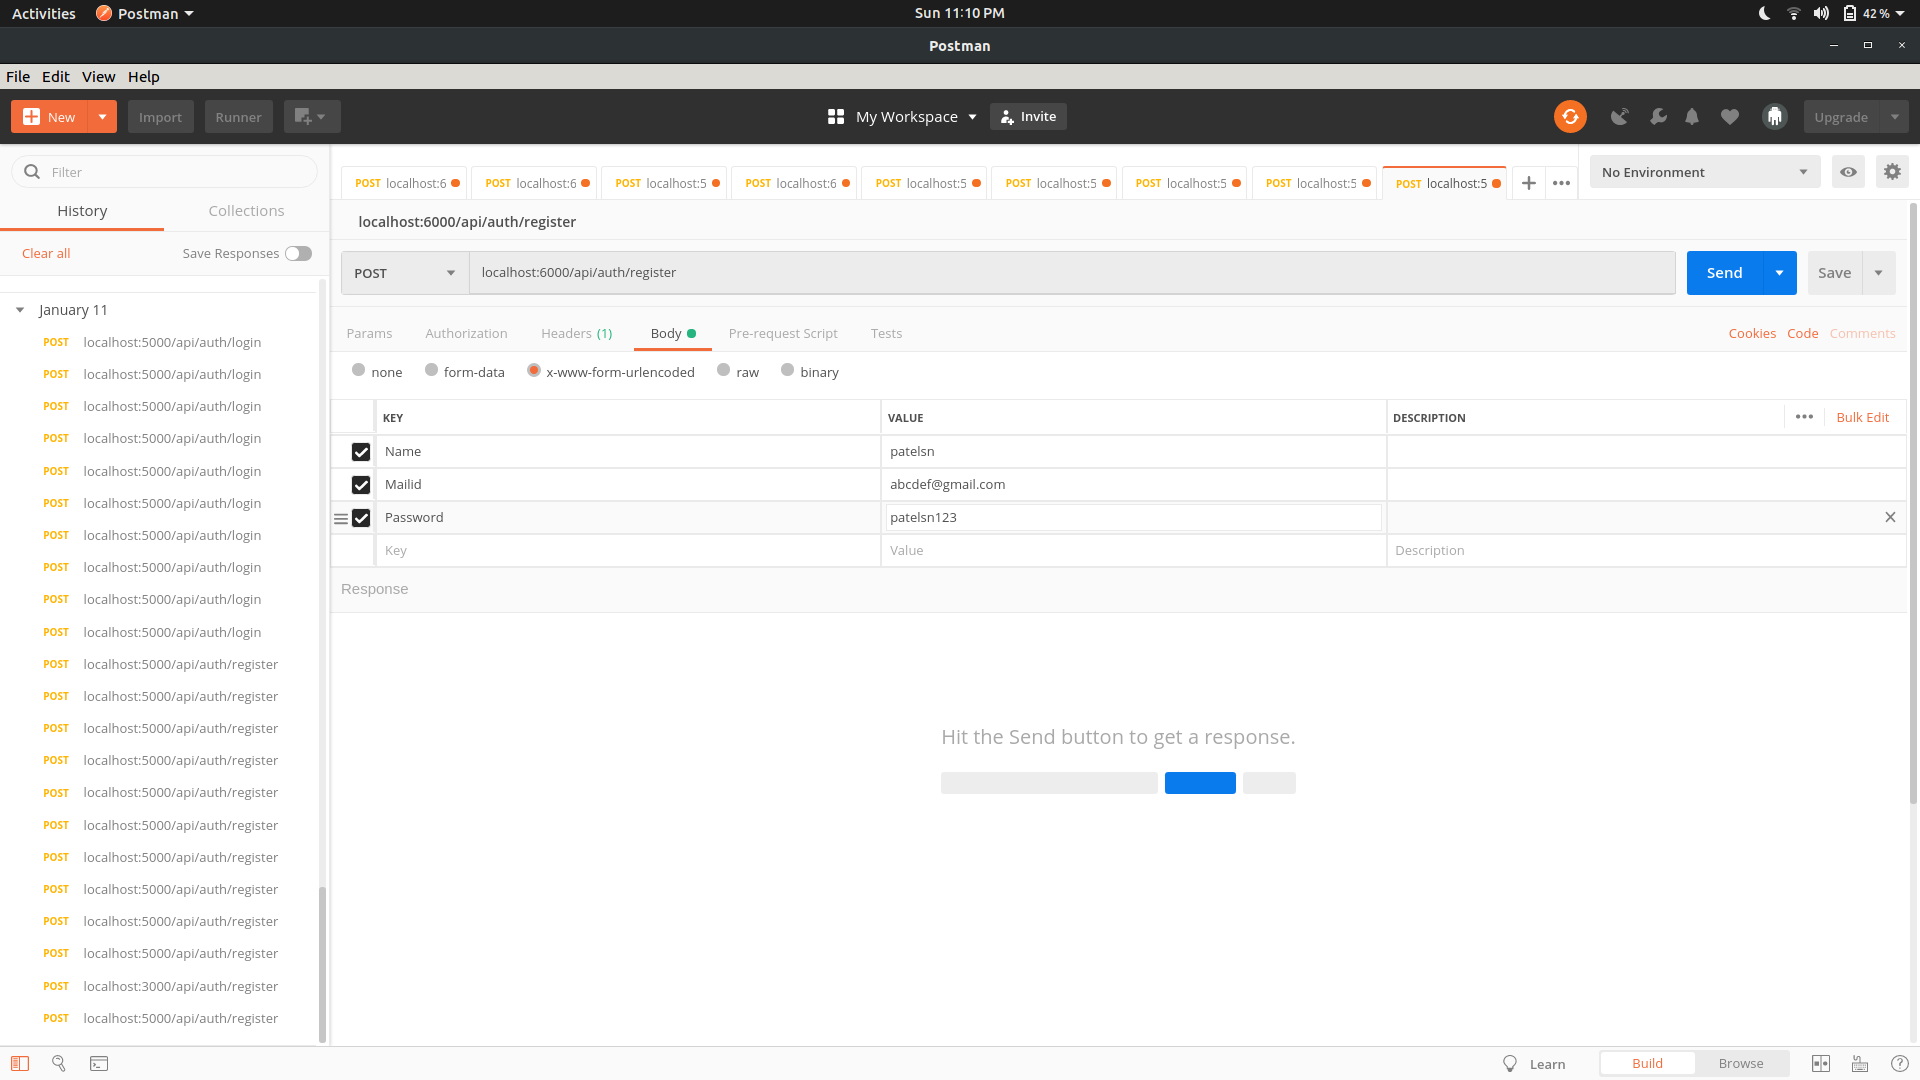 Activities Postman Sun 11:10 PM 42 %
Postman
File Edit View Help
New Import Runner My Workspace Invite Upgrade
Filter
History Collections
Clear all Save Responses
January 11
POST localhost:5000/api/auth/login
POST localhost:5000/api/auth/login
POST localhost:5000/api/auth/login
POST localhost:5000/api/auth/login
POST localhost:5000/api/auth/login
POST localhost:5000/api/auth/login
POST localhost:5000/api/auth/login
POST localhost:5000/api/auth/login
POST localhost:5000/api/auth/login
POST localhost:5000/api/auth/login
POST localhost:5000/api/auth/register
POST localhost:5000/api/auth/register
POST localhost:5000/api/auth/register
POST localhost:5000/api/auth/register
POST localhost:5000/api/auth/register
POST localhost:5000/api/auth/register
POST localhost:5000/api/auth/register
POST localhost:5000/api/auth/register
POST localhost:5000/api/auth/register
POST localhost:5000/api/auth/register
POST localhost:3000/api/auth/register
POST localhost:5000/api/auth/register
POST localhost:6 POST localhost:6 POST localhost:5 POST localhost:6 POST localhost:5 POST localhost:5 POST localhost:5 POST localhost:5 POST localhost:5 No Environment
localhost:6000/api/auth/register
POST localhost:6000/api/auth/register Send Save
Params Authorization Headers (1) Body Pre-request Script Tests Cookies Code Comments
none form-data x-www-form-urlencoded raw binary
KEY VALUE DESCRIPTION Bulk Edit
Name patelsn
Mailid abcdef@gmail.com
Password patelsn123
Key Value Description
Response
Hit the Send button to get a response.
Learn Build Browse